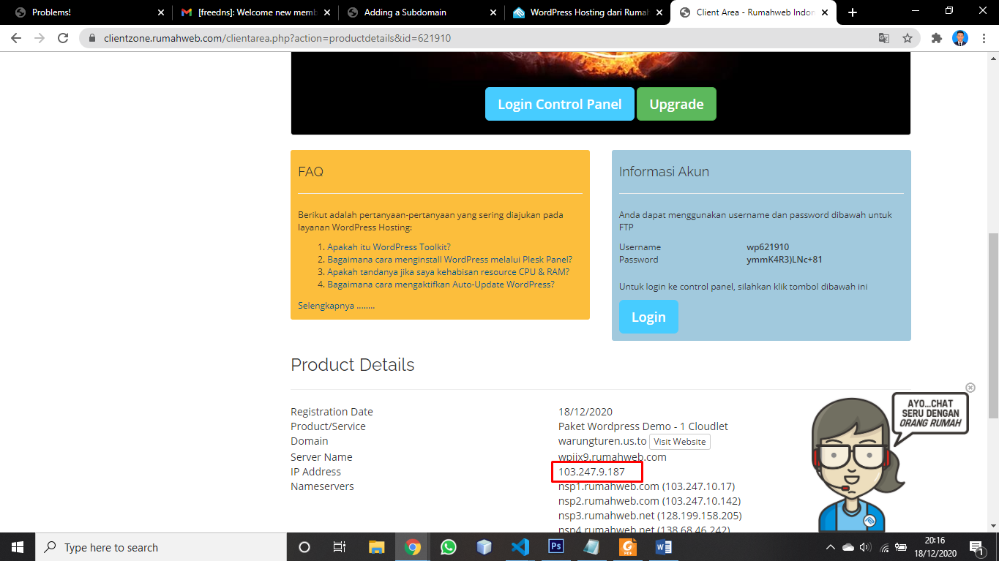 Problems!
[freedns]: Welcome new memb
Adding a Subdomain
WordPress Hosting dari Rumah
Client Area - Rumahweb Indon
clientzone.rumahweb.com/clientarea.php?action=productdetails&id=621910
Login Control Panel
Upgrade
FAQ
Berikut adalah pertanyaan-pertanyaan yang sering diajukan pada
layanan WordPress Hosting:
1. Apakah itu WordPress Toolkit?
2. Bagaimana cara menginstall WordPress melalui Plesk Panel?
3. Apakah tandanya jika saya kehabisan resource CPU & RAM?
4. Bagaimana cara mengaktifkan Auto-Update WordPress?
Selengkapnya ........
Informasi Akun
Anda dapat menggunakan username dan password dibawah untuk
FTP
Username wp621910
Password ymmK4R3)LNc+81
Untuk login ke control panel, silahkan klik tombol dibawah ini
Login
Product Details
Registration Date 18/12/2020
Product/Service Paket Wordpress Demo - 1 Cloudlet
Domain warungturen.us.to Visit Website
Server Name wpiix9.rumahweb.com
IP Address 103.247.9.187
Nameservers nsp1.rumahweb.com (103.247.10.17)
nsp2.rumahweb.com (103.247.10.142)
nsp3.rumahweb.net (128.199.158.205)
nsp4.rumahweb.net (138.68.46.242)
AYO...CHAT
SERU DENGAN
ORANG RUMAH
Type here to search
Ps
PDF
W
20:16
18/12/2020
1